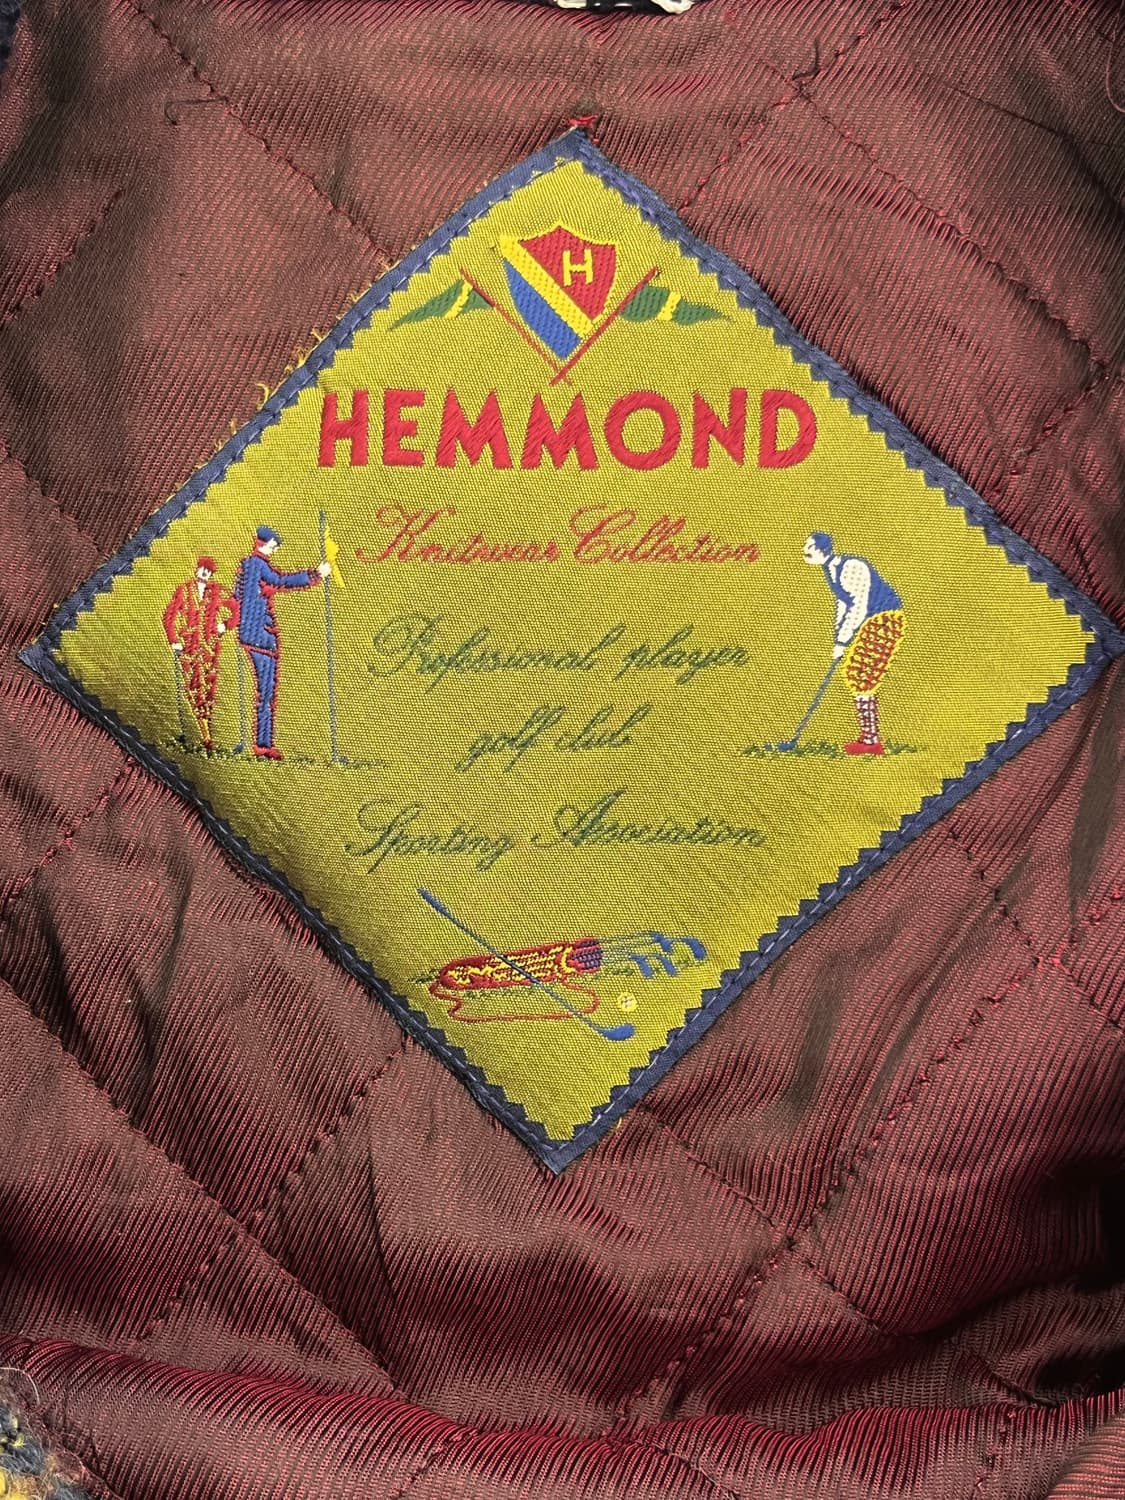 H
HEMMOND
Knitwear Collection
Professional player
golf club
Sporting Association